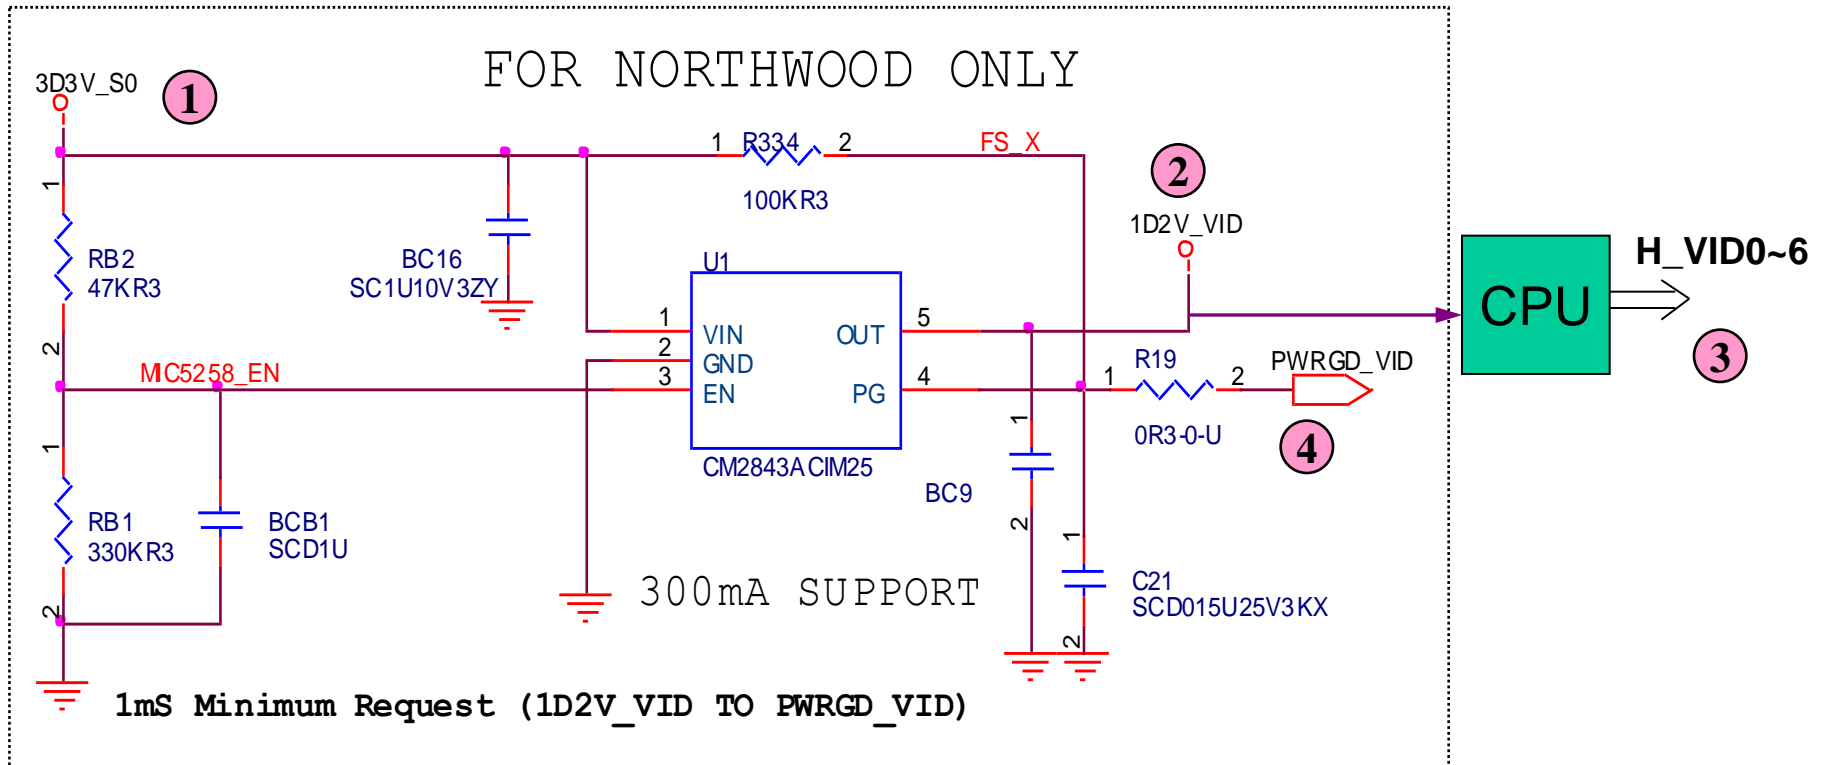 FOR NORTHWOOD ONLY
3D3V_S0
1
1
R334
2
FS_X
100KR3
2
1D2V_VID
1
RB2
47KR3
2
BC16
SC1U10V3ZY
U1
1
VIN
2
GND
3
EN
OUT
5
PG
4
CM2843ACIM25
MIC5258_EN
CPU
H_VID0~6
3
R19
1
2
PWRGD_VID
0R3-0-U
4
1
BC9
2
1
RB1
330KR3
2
BCB1
SCD1U
300mA SUPPORT
1
C21
SCD015U25V3KX
2
1mS Minimum Request (1D2V_VID TO PWRGD_VID)